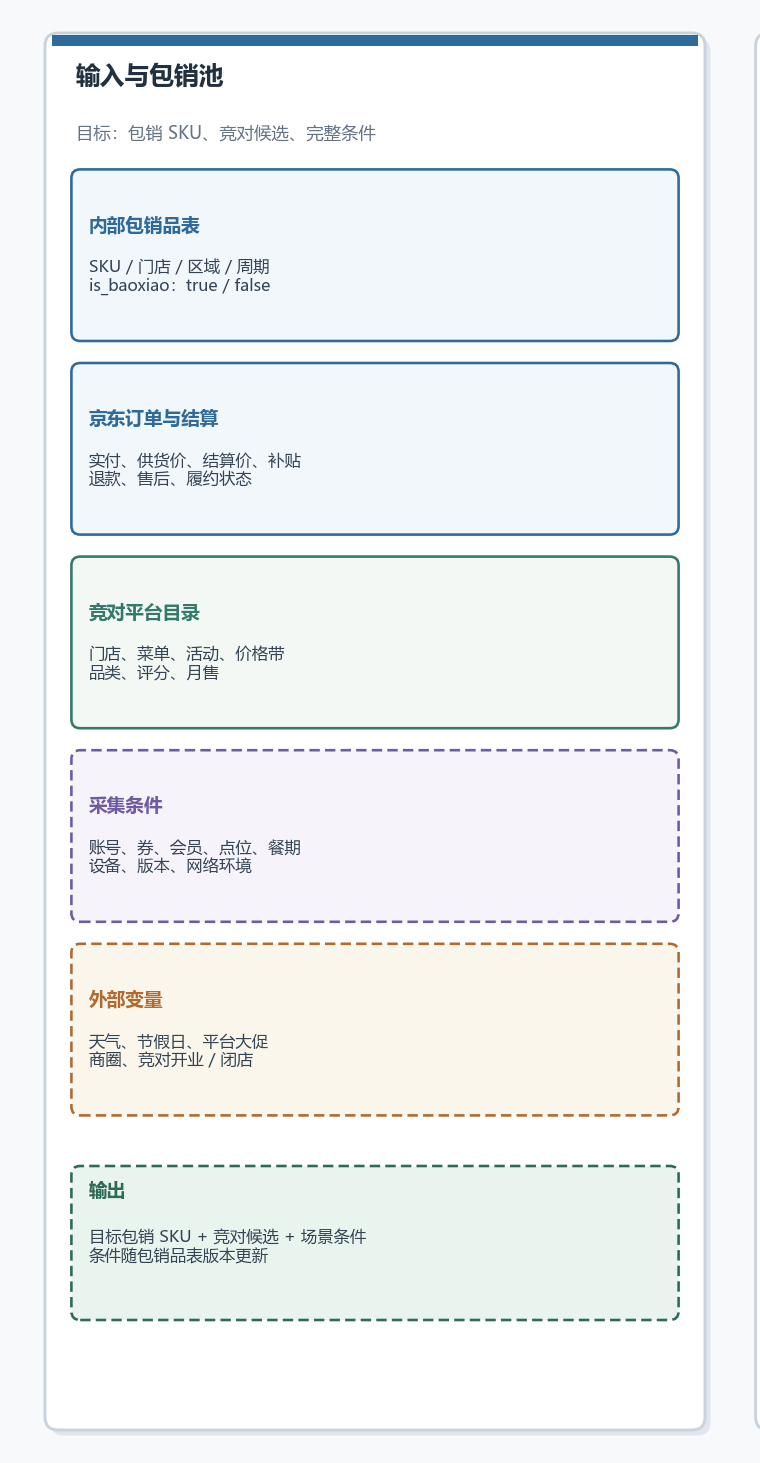 输入与包销池
目标：包销 SKU、竞对候选、完整条件
内部包销品表
SKU / 门店 / 区域 / 周期
is_baoxiao：true / false
京东订单与结算
实付、供货价、结算价、补贴
退款、售后、履约状态
竞对平台目录
门店、菜单、活动、价格带
品类、评分、月售
采集条件
账号、券、会员、点位、餐期
设备、版本、网络环境
外部变量
天气、节假日、平台大促
商圈、竞对开业 / 闭店
输出
目标包销 SKU + 竞对候选 + 场景条件
条件随包销品表版本更新